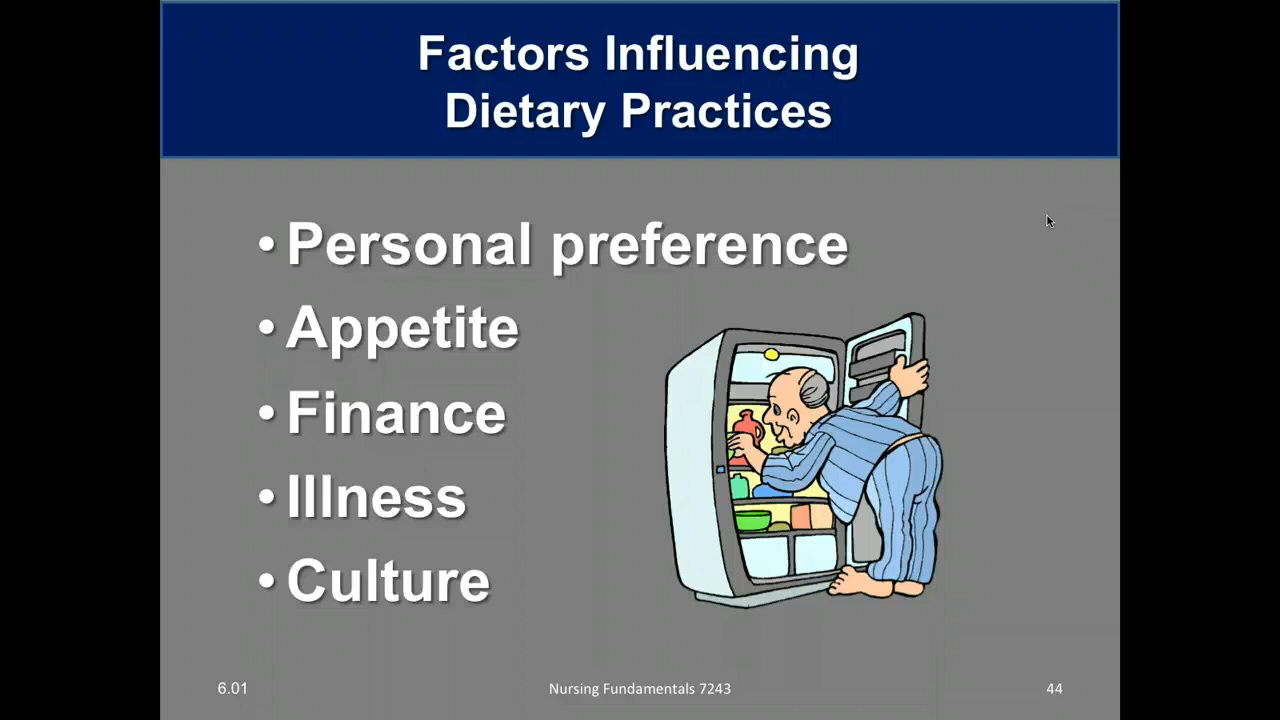 Factors Influencing
Dietary Practices
• Personal preference
• Appetite
• Finance
• Illness
• Culture
6.01
Nursing Fundamentals 7243
44